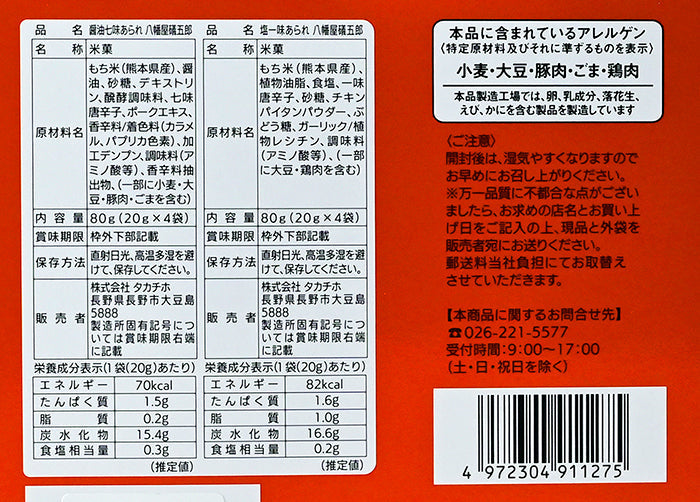 品 名 醤油七味あられ 八幡屋礒五郎
名 称 米菓
原材料名
もち米(熊本県産)、醤
油、砂糖、デキストリ
ン、醗酵調味料、七味
唐辛子、ポークエキス、
香辛料/着色料(カラメ
ル、パプリカ色素)、加
工デンプン、調味料(ア
ミノ酸等)、香辛料抽
出物、(一部に小麦・大
豆・豚肉・ごまを含む)
内 容 量 80g(20g×4袋)
賞味期限 枠外下部記載
保存方法 直射日光、高温多湿を避
けて、保存してください。
販 売 者
株式会社 タカチホ
長野県長野市大豆島
5888
製造所固有記号につ
いては賞味期限右端
に記載
栄養成分表示(1袋(20g)あたり)
エネルギー 70kcal
たんぱく質 1.5g
脂 質 0.2g
炭水化物 15.4g
食塩相当量 0.3g
(推定値)
品 名 塩一味あられ 八幡屋礒五郎
名 称 米菓
原材料名
もち米(熊本県産)、
植物油脂、食塩、一味
唐辛子、砂糖、チキン
パイタンパウダー、ぶ
どう糖、ガーリック/植
物レシチン、調味料
(アミノ酸等)、(一部
に大豆・鶏肉を含む)
内 容 量 80g(20g×4袋)
賞味期限 枠外下部記載
保存方法 直射日光、高温多湿を避
けて、保存してください。
販 売 者
株式会社 タカチホ
長野県長野市大豆島
5888
製造所固有記号につ
いては賞味期限右端
に記載
栄養成分表示(1袋(20g)あたり)
エネルギー 82kcal
たんぱく質 1.6g
脂 質 1.0g
炭水化物 16.6g
食塩相当量 0.2g
(推定値)
本品に含まれているアレルゲン
〈特定原材料及びそれに準ずるものを表示〉
小麦・大豆・豚肉・ごま・鶏肉
本品製造工場では、卵、乳成分、落花生、
えび、かにを含む製品を製造しています
〈ご注意〉
開封後は、湿気やすくなりますので
お早めにお召し上がりください。
※万一品質に不都合な点がござい
ましたら、お求めの店名とお買い上
げ日をご記入の上、現品と外袋を
販売者宛にお送りください。
郵送料当社負担にてお取替え
させていただきます。
【本商品に関するお問合せ先】
☎026-221-5577
受付時間:9:00~17:00
(土・日・祝日を除く)
4 972304 911275